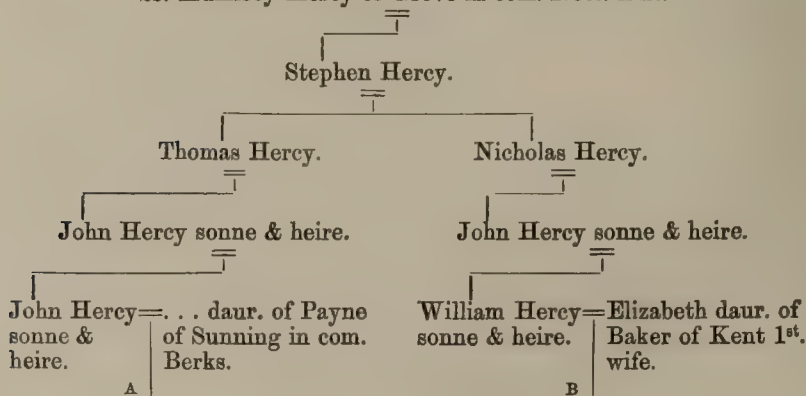 Stephen Hercy.
Thomas Hercy.
Nicholas Hercy.
John Hercy sonne & heire.
John Hercy sonne & heire.
John Hercy=. . . daur. of Payne
sonne & of Sunning in com.
heire. Berks.
A
William Hercy=Elizabeth daur. of
sonne & heire. Baker of Kent 1st.
wife.
B